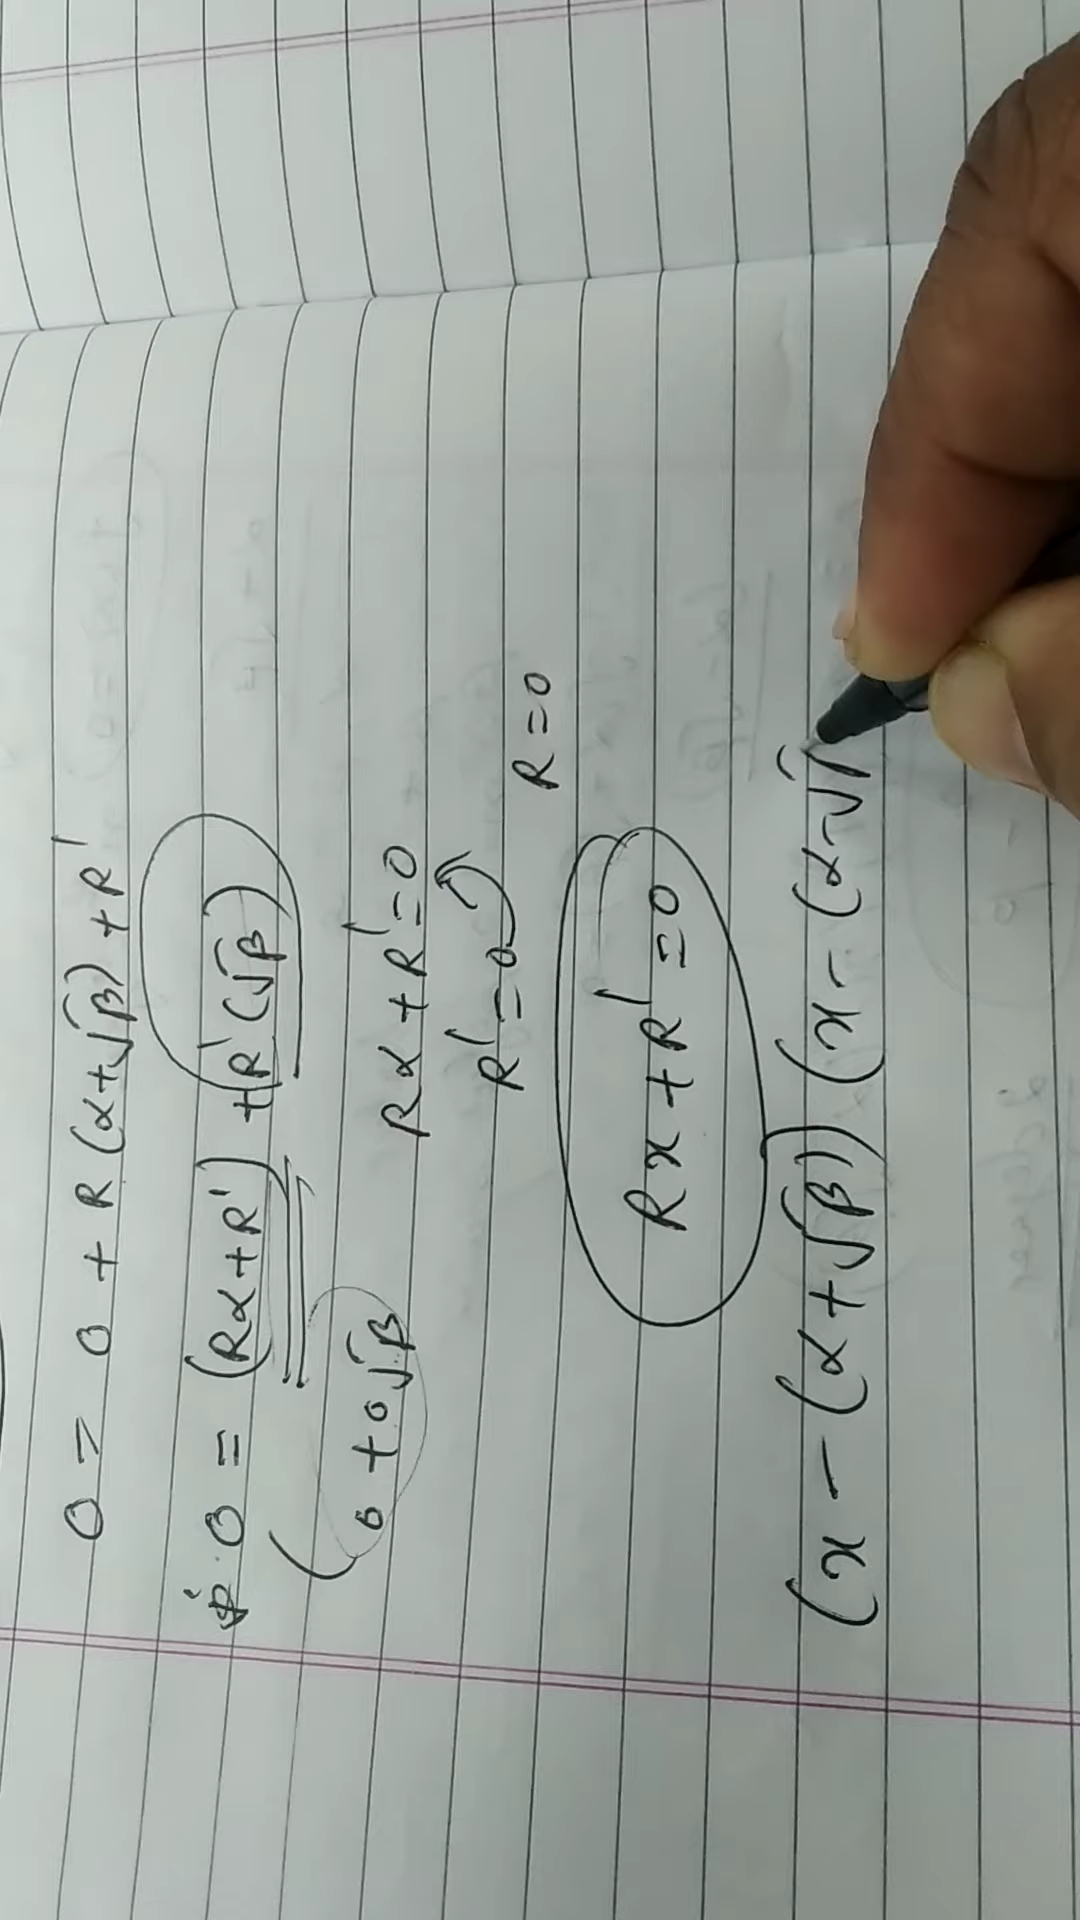 0 = 0 + R (α+√β) + R'
0 = (Rα+R') + R'(√β)
0 + 0√β
Rα + R' = 0
R' = 0
R = 0
Rx + R' = 0
(x - (α+√β)) (x - (α-√